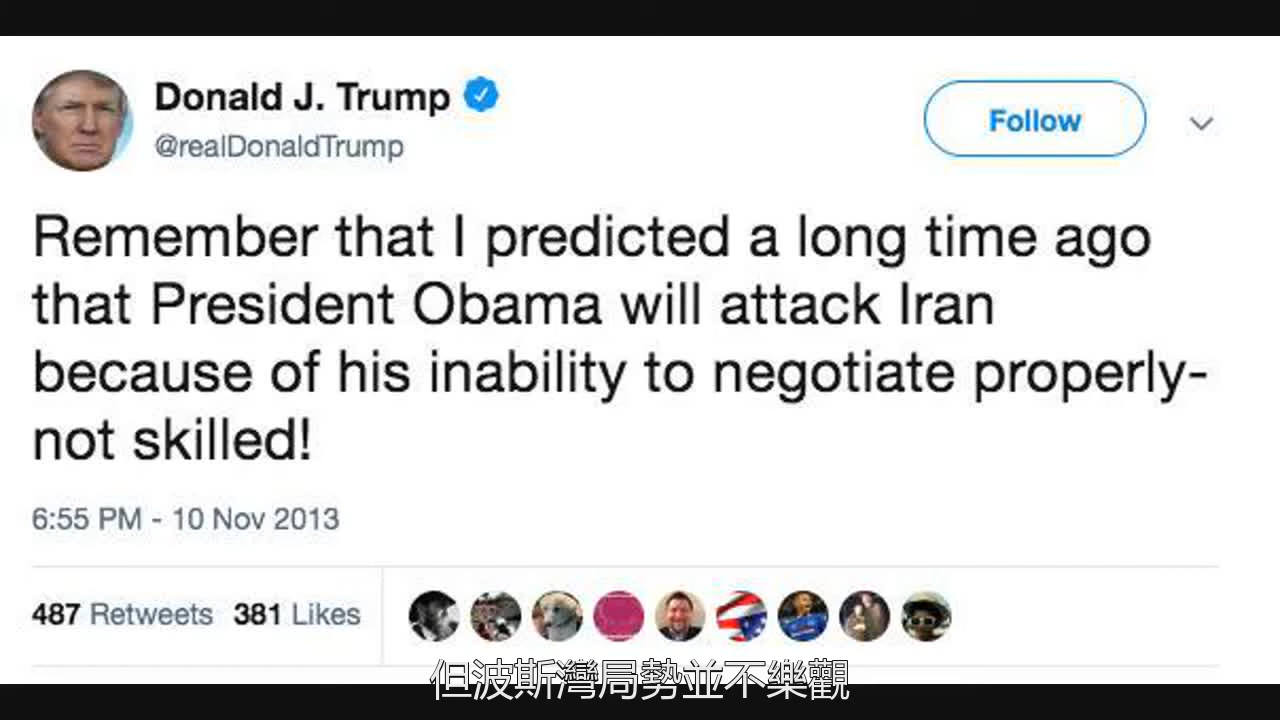 Donald J. Trump
@realDonaldTrump
Follow
Remember that I predicted a long time ago
that President Obama will attack Iran
because of his inability to negotiate properly-
not skilled!
6:55 PM - 10 Nov 2013
487 Retweets 381 Likes
但波斯灣局勢並不樂觀